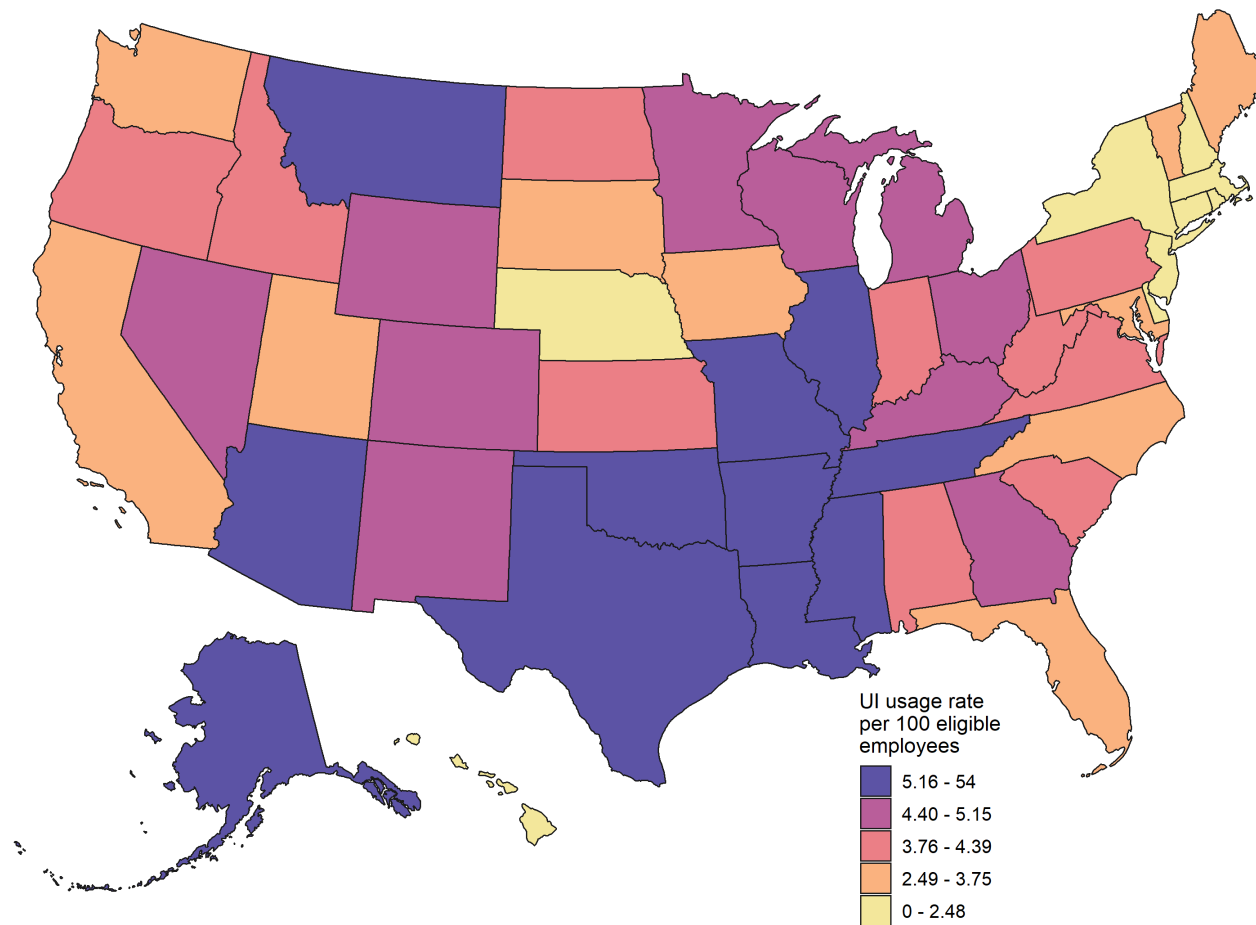 UI usage rate
per 100 eligible
employees
5.16 - 54
4.40 - 5.15
3.76 - 4.39
2.49 - 3.75
0 - 2.48